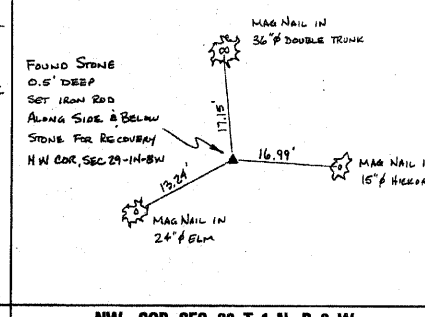 MAG NAIL IN
36"⌀ DOUBLE TRUNK
FOUND STONE
0.5' DEEP
SET IRON ROD
ALONG SIDE & BELOW
STONE FOR RECOVERY
NW COR, SEC 29-1N-8W
17.15'
16.99'
13.24'
MAG NAIL I
15"⌀ HICKO
MAG NAIL IN
24"⌀ ELM